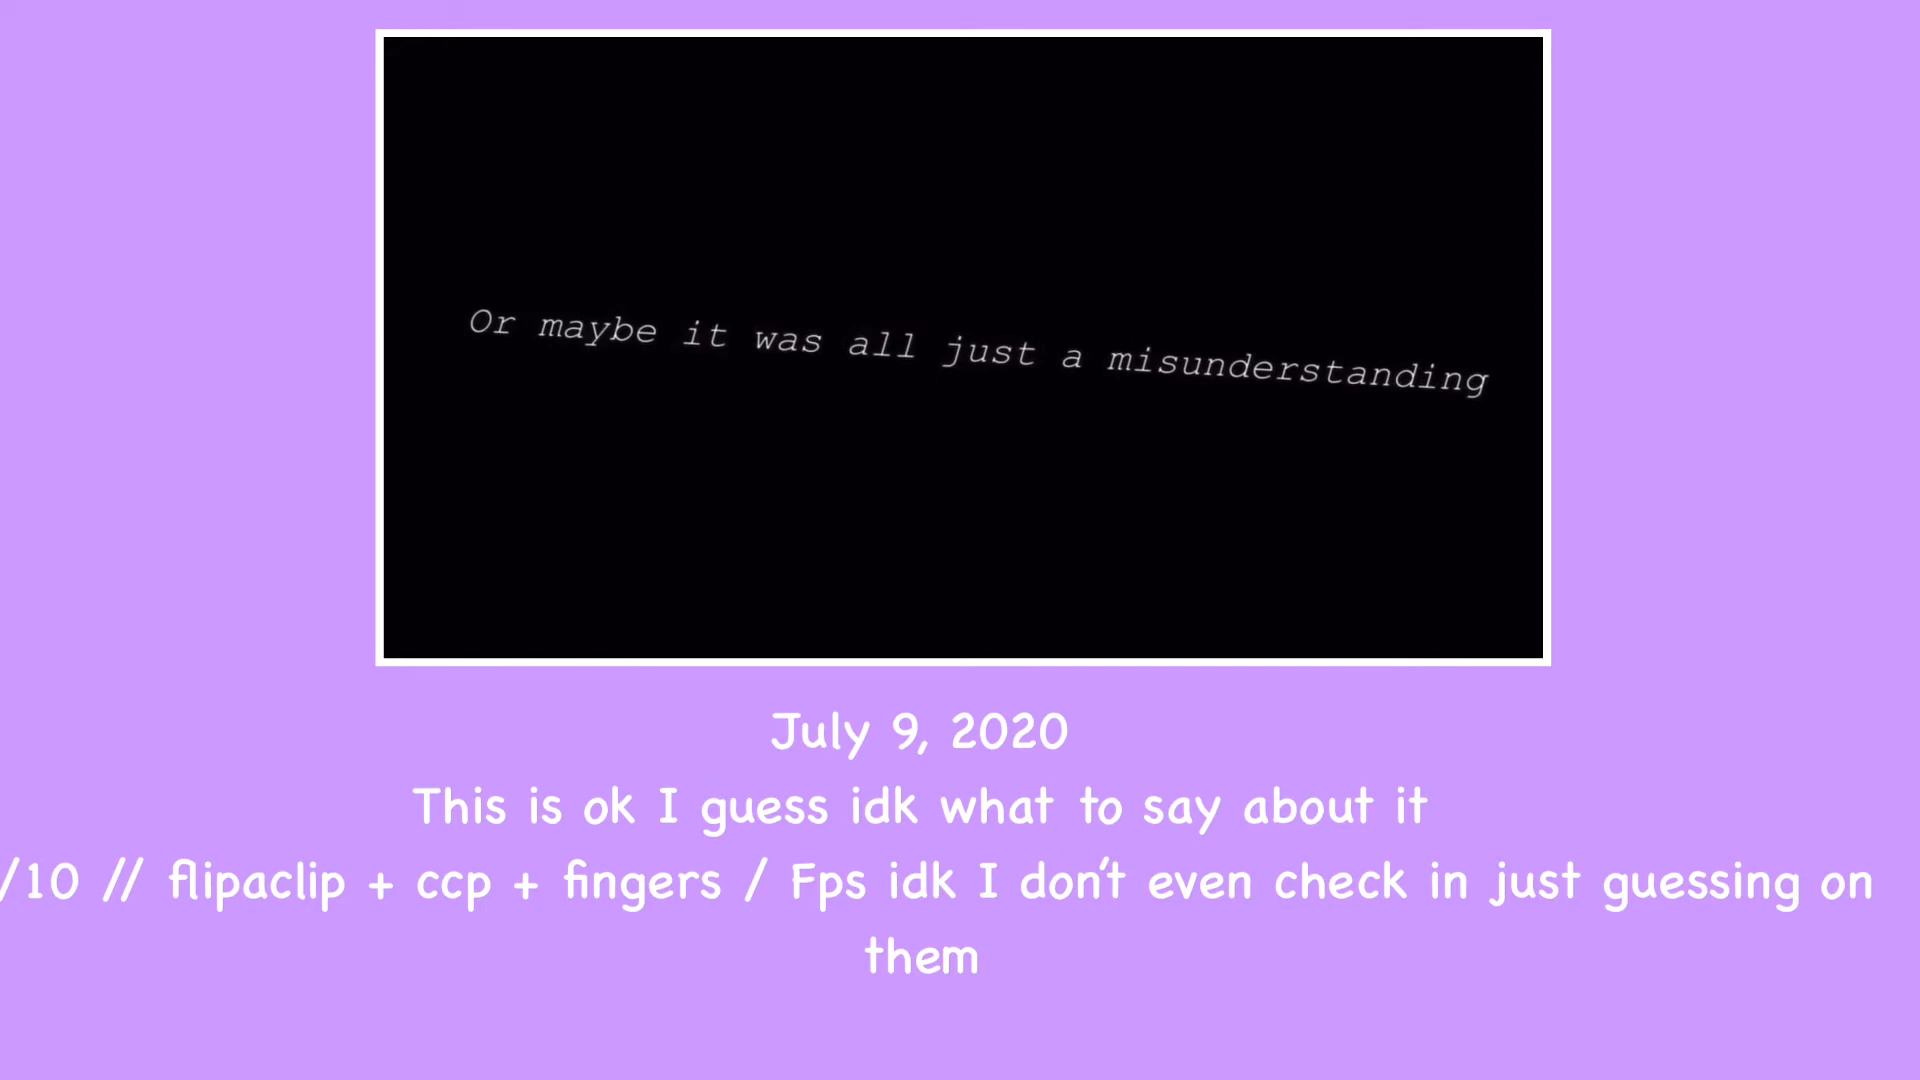 Or maybe it was all just a misunderstanding
July 9, 2020
This is ok I guess idk what to say about it
/10 // flipaclip + ccp + fingers / Fps idk I don't even check in just guessing on
them